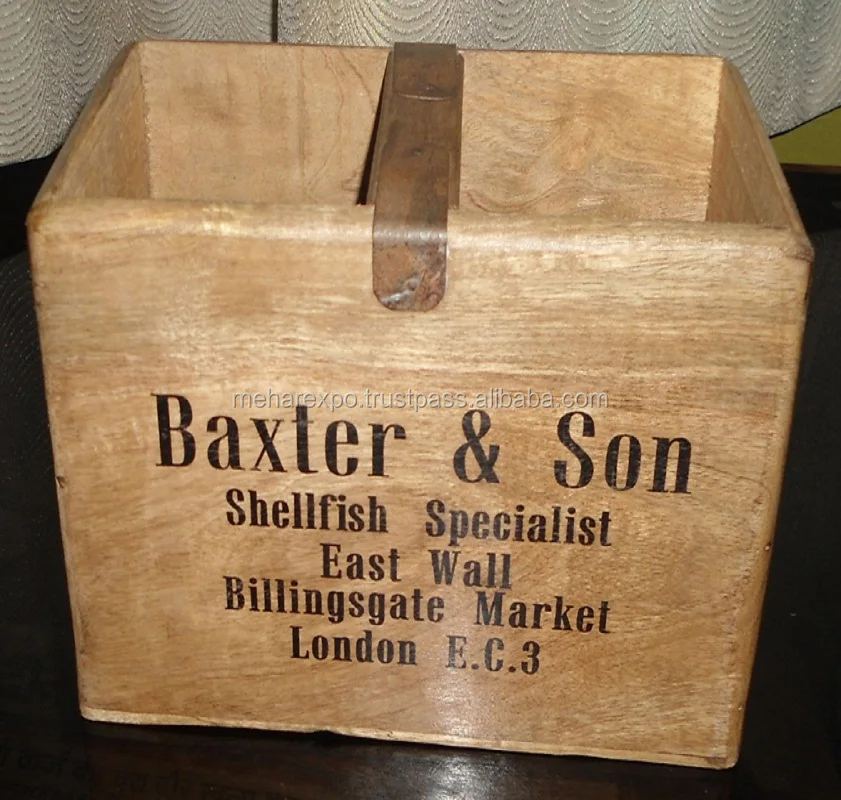 meharexpo.trustpass.alibaba.com
Baxter & Son
Shellfish Specialist
East Wall
Billingsgate Market
London E.C.3